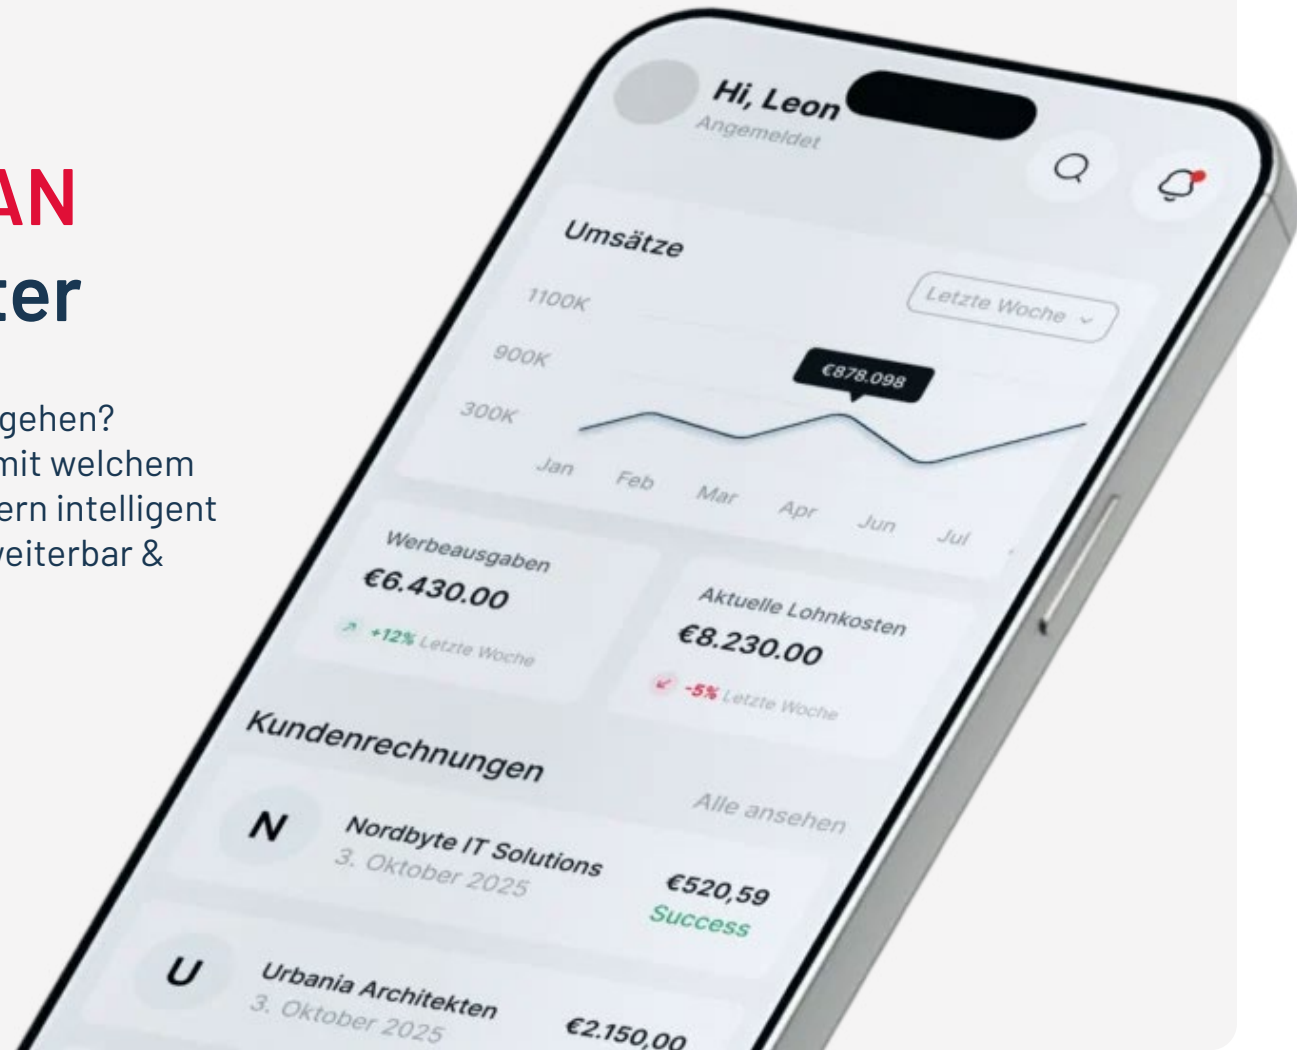 AN
ter
gehen?
mit welchem
ern intelligent
weiterbar &
Hi, Leon
Angemeldet
Umsätze
Letzte Woche
1100K
900K
300K
€878.098
Jan Feb Mar Apr Jun Jul
Werbeausgaben
€6.430.00
+12% Letzte Woche
Aktuelle Lohnkosten
€8.230.00
-5% Letzte Woche
Kundenrechnungen
Alle ansehen
N
Nordbyte IT Solutions
3. Oktober 2025
€520,59
Success
U
Urbania Architekten
3. Oktober 2025
€2.150,00